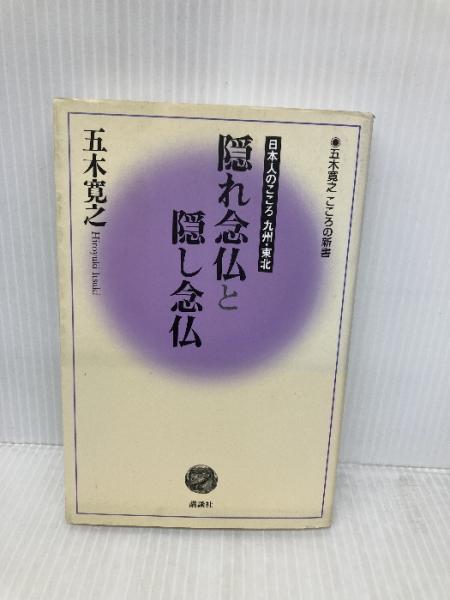 ●五木寛之 こころの新書
日本人のこころ 九州・東北
隠れ念仏と
隠し念仏
五木寛之
Hiroyuki Itsuki
講談社